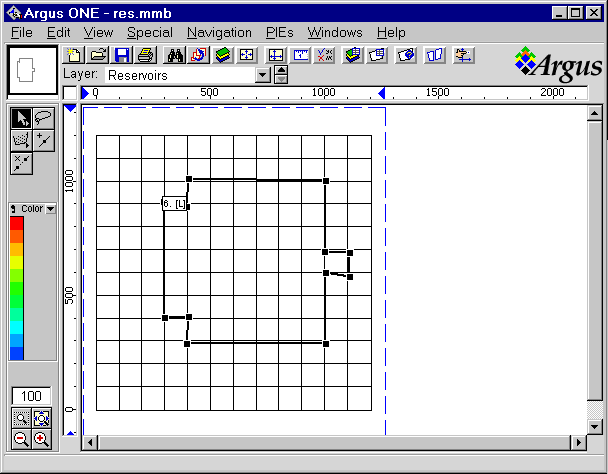 Argus ONE - res.mmb
File Edit View Special Navigation PIEs Windows Help
Argus
Layer: Reservoirs
0 500 1000 1500 2000
1000
6. [L]
Color
500
100
0